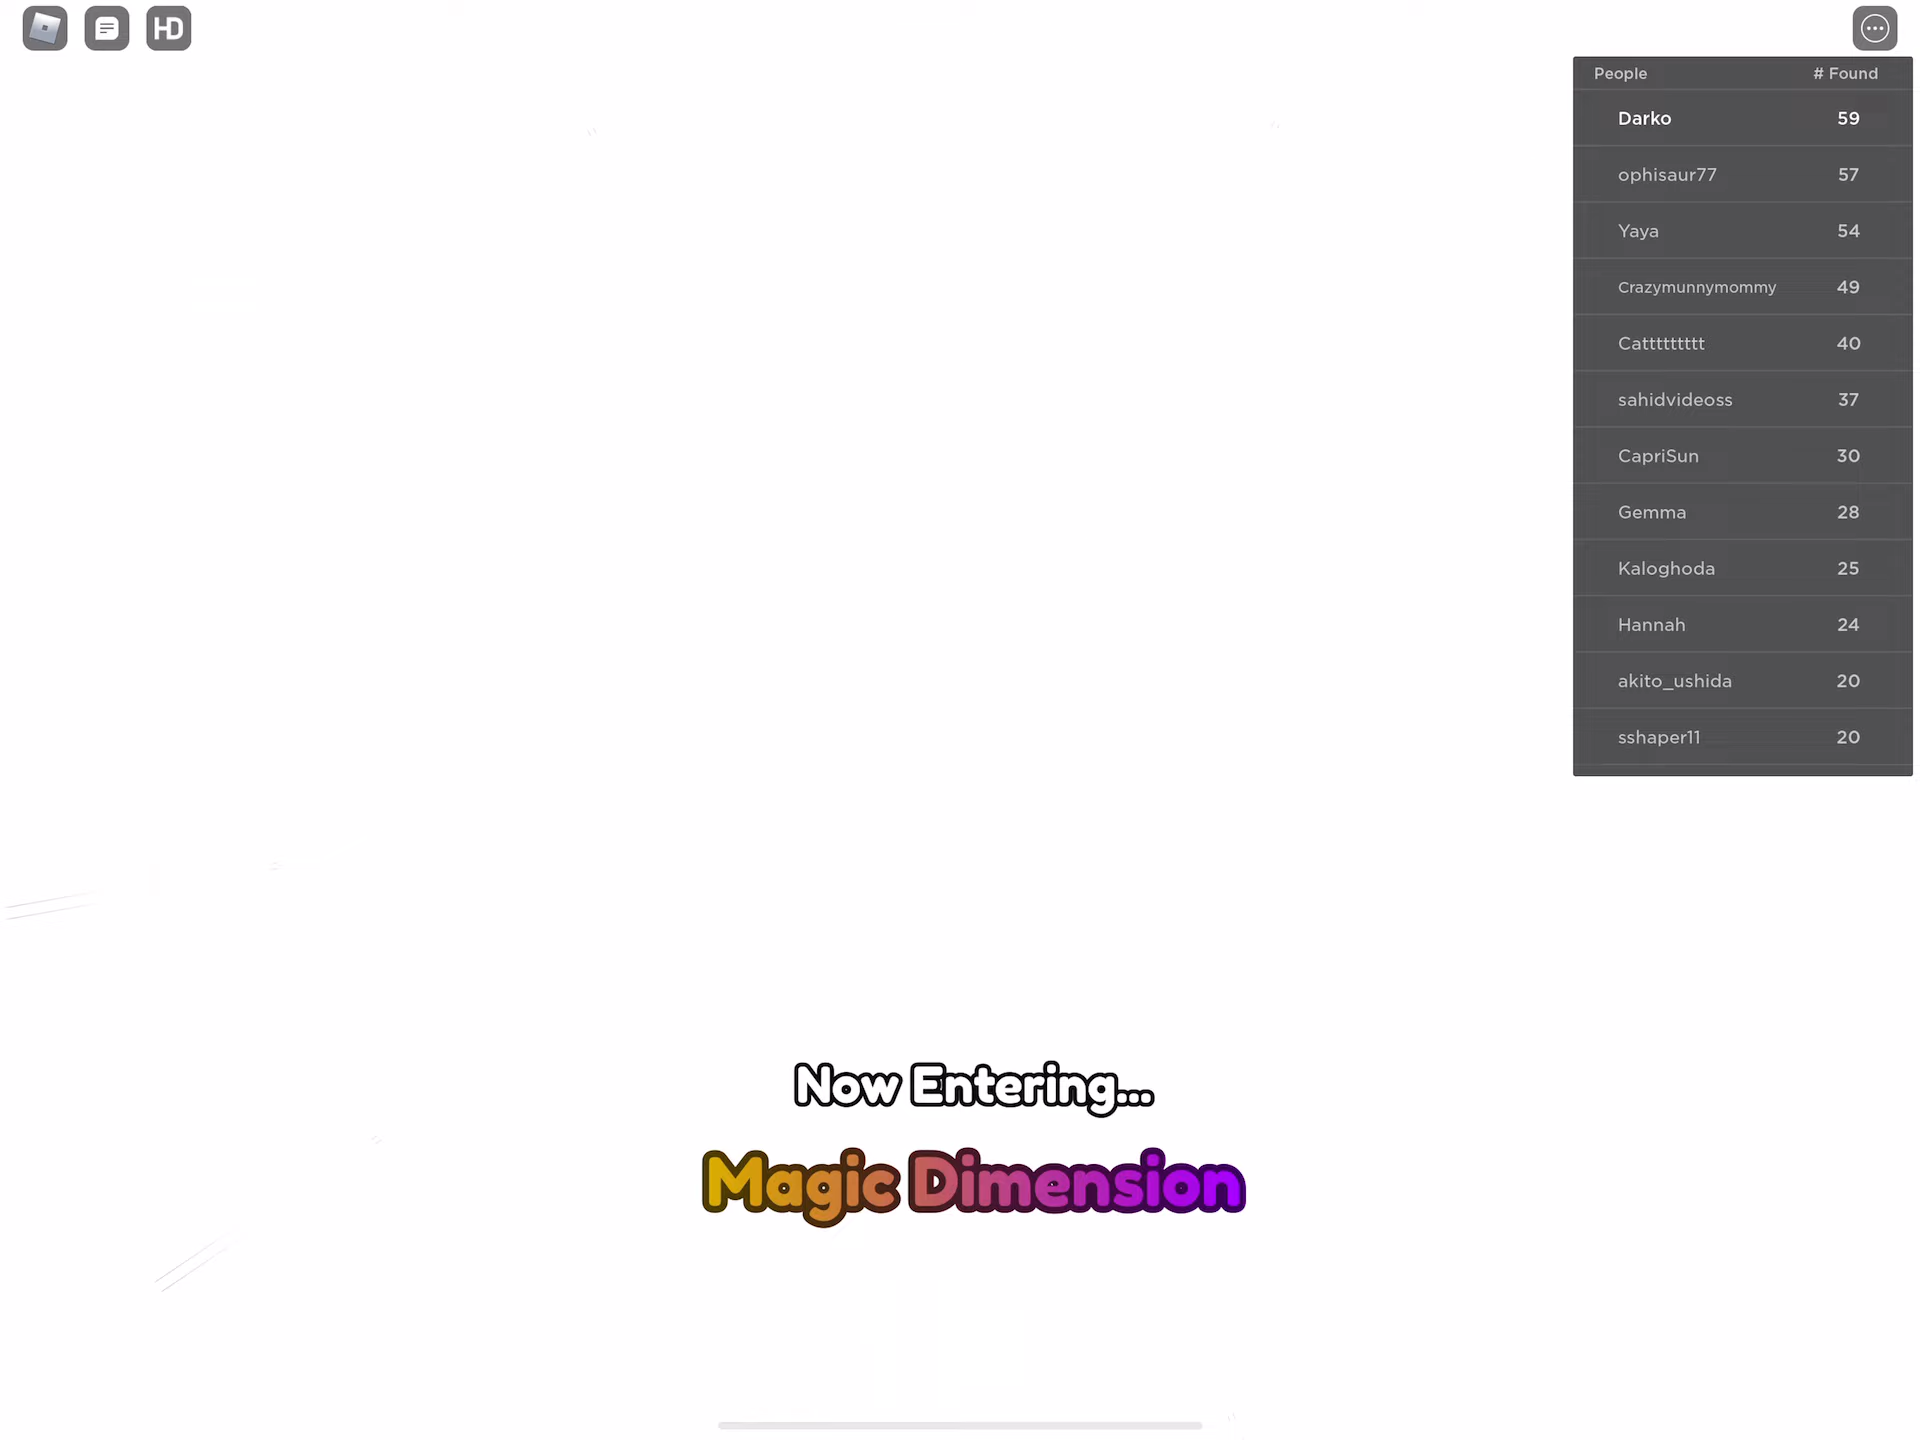 HD
People # Found
Darko 59
ophisaur77 57
Yaya 54
Crazymunnymommy 49
Cattttttttt 40
sahidvideoss 37
CapriSun 30
Gemma 28
Kaloghoda 25
Hannah 24
akito_ushida 20
sshaper11 20
Now Entering...
Magic Dimension